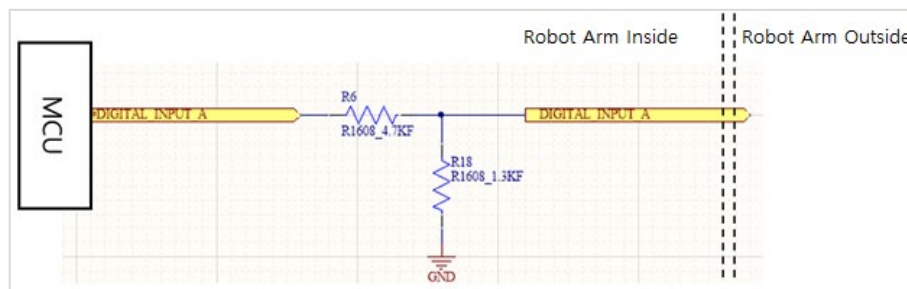 Robot Arm Inside
Robot Arm Outside
MCU
DIGITAL INPUT A
R6
R1608_4.7KF
DIGITAL INPUT A
R18
R1608_1.3KF
GND